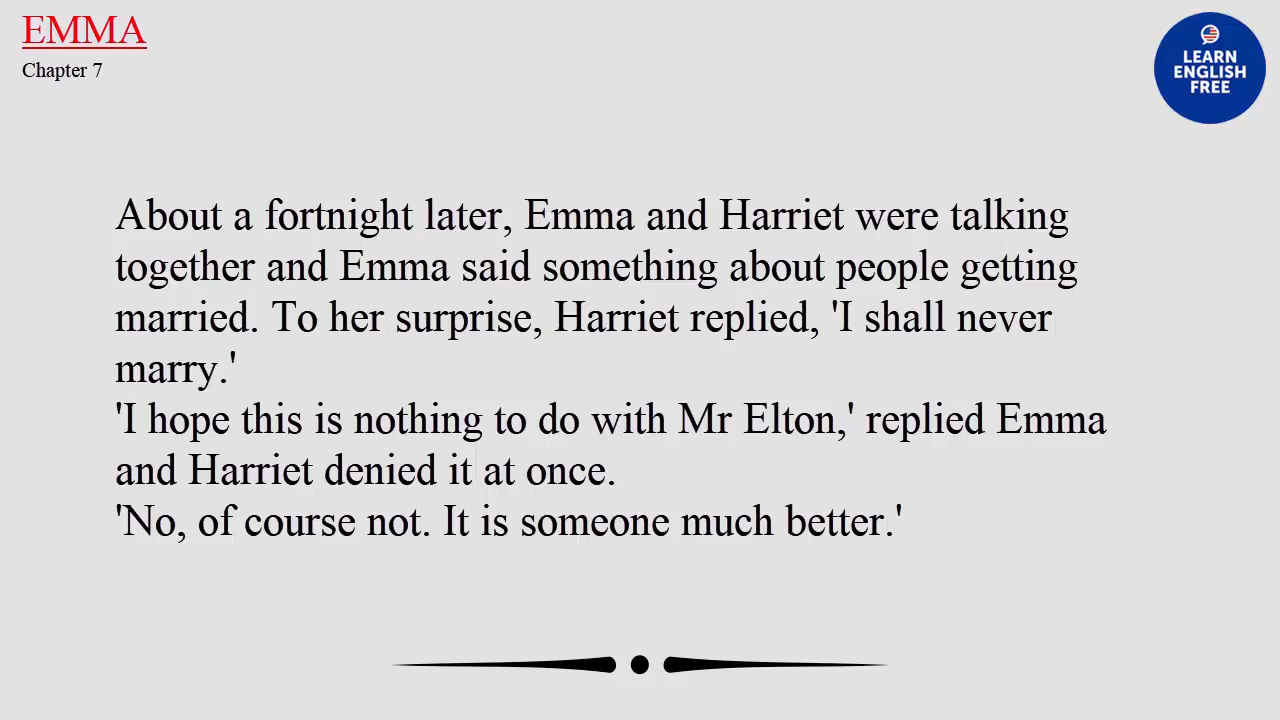 EMMA
Chapter 7
LEARN
ENGLISH
FREE
About a fortnight later, Emma and Harriet were talking
together and Emma said something about people getting
married. To her surprise, Harriet replied, 'I shall never
marry.'
'I hope this is nothing to do with Mr Elton,' replied Emma
and Harriet denied it at once.
'No, of course not. It is someone much better.'